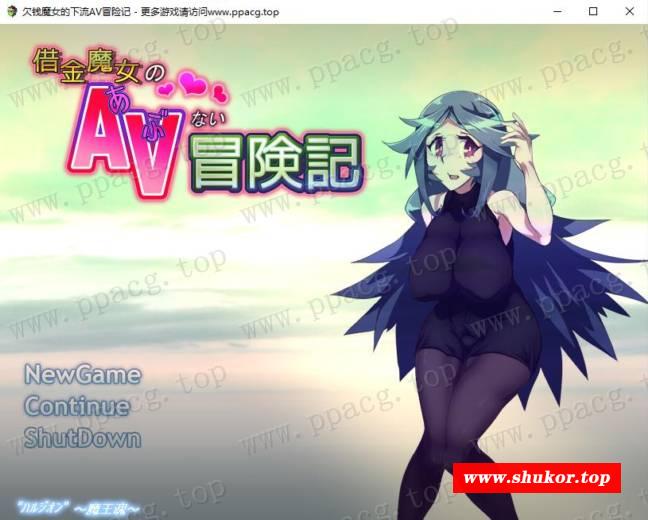 欠钱魔女的下流AV冒险记 - 更多游戏请访问www.ppacg.top
借金魔女の
AV
あぶ
ない
冒険記
www.ppacg.top
NewGame
Continue
ShutDown
www.shukor.top
"ﾊﾙｼﾞｵﾝ" ～魔王魂～